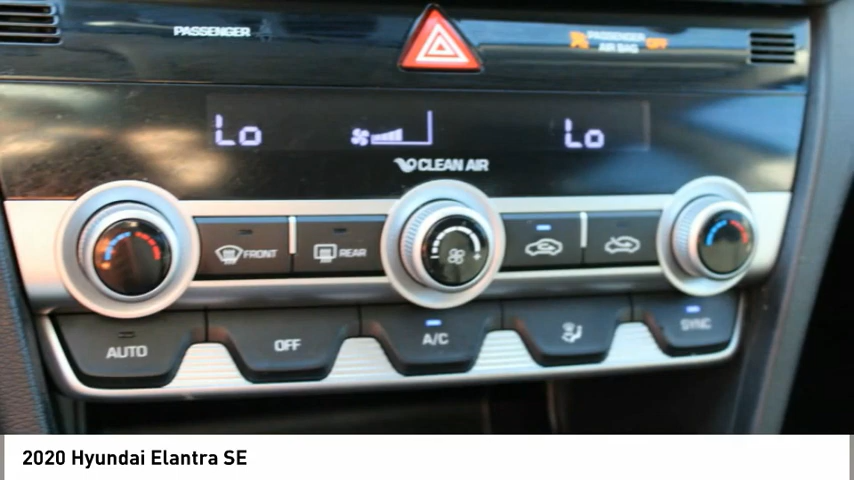 PASSENGER
PASSENGER
AIR BAG OFF
Lo
Lo
CLEAN AIR
FRONT
REAR
AUTO
OFF
A/C
SYNC
2020 Hyundai Elantra SE